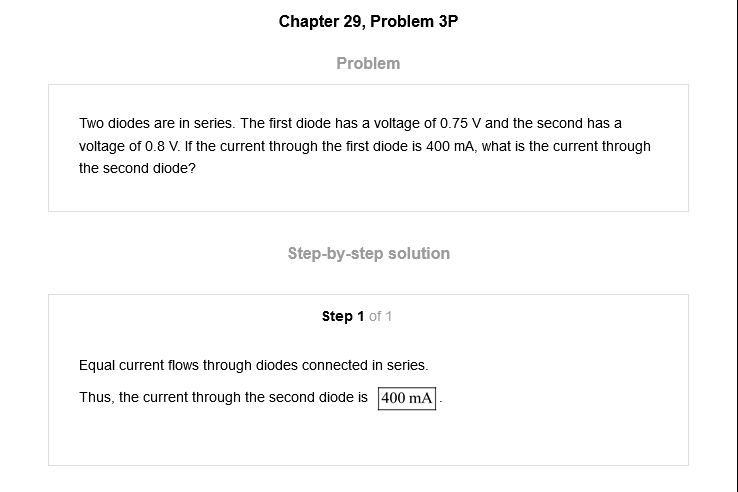 Chapter 29, Problem 3P
Problem
Two diodes are in series. The first diode has a voltage of 0.75 V and the second has a
voltage of 0.8 V. If the current through the first diode is 400 mA, what is the current through
the second diode?
Step-by-step solution
Step 1 of 1
Equal current flows through diodes connected in series.
Thus, the current through the second diode is 400 mA.